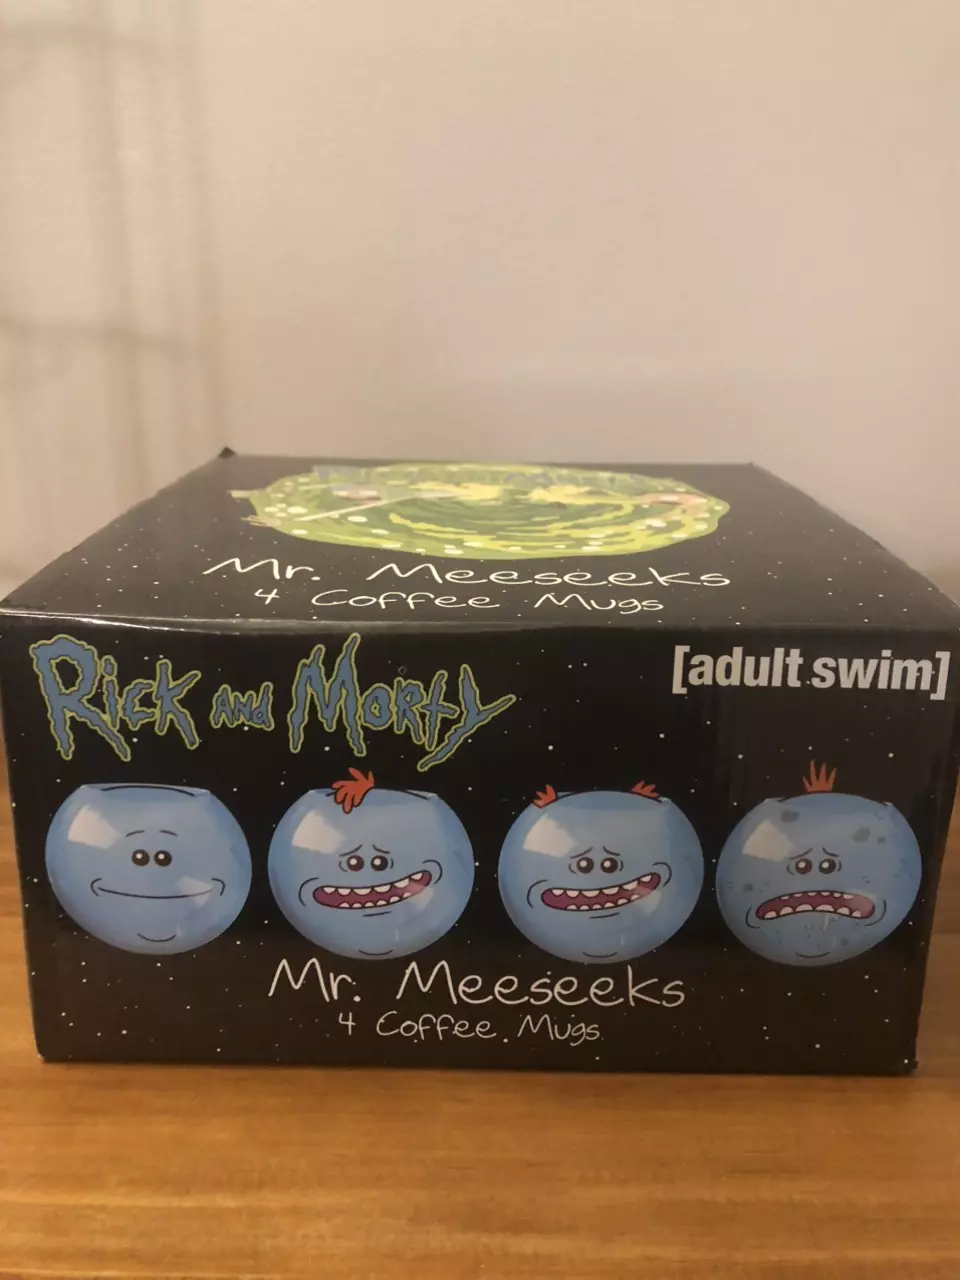 Mr. Meeseeks
4 Coffee Mugs
Rick and Morty
[adult swim]
Mr. Meeseeks
4 Coffee Mugs